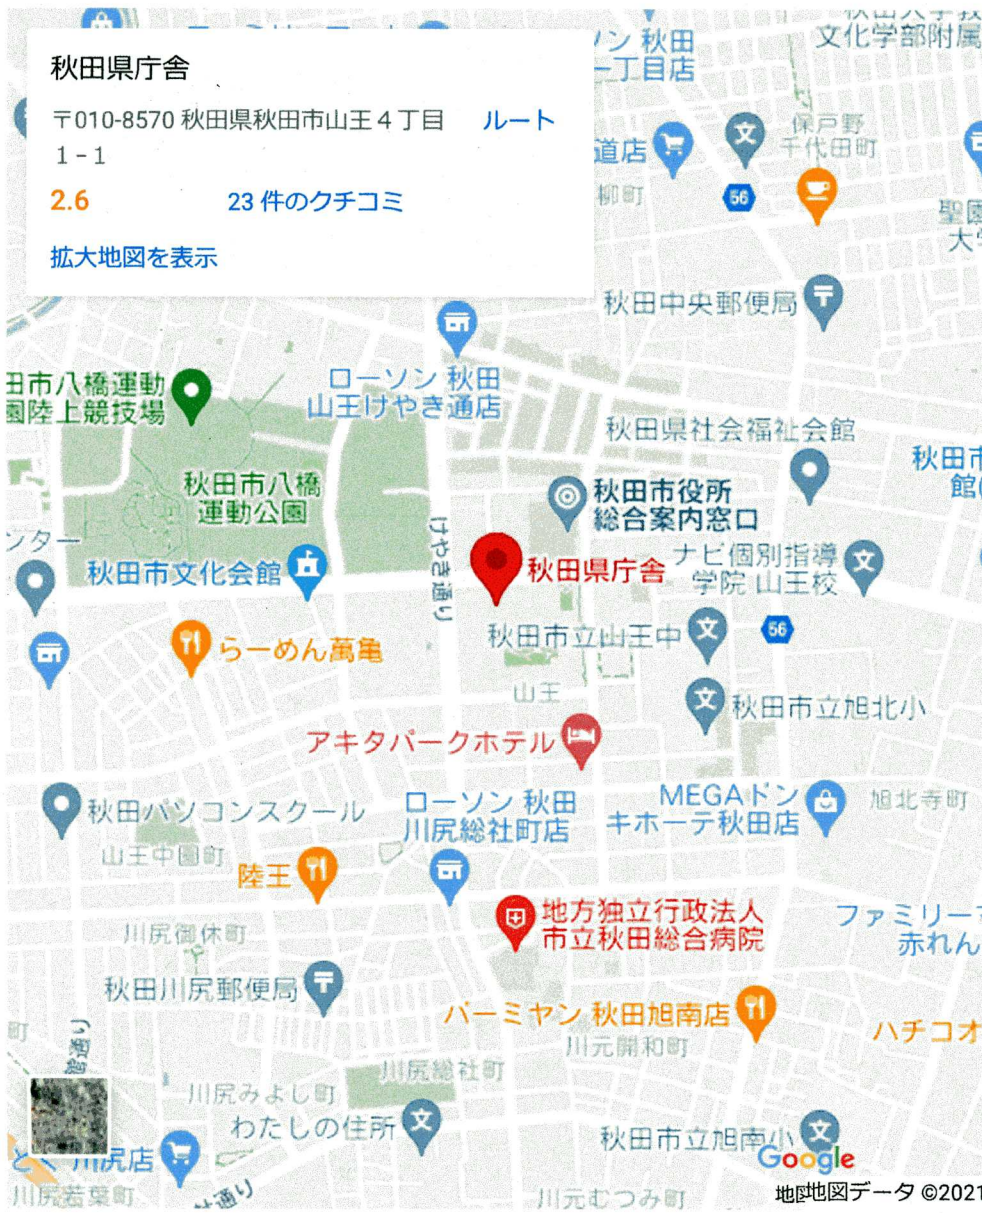 秋田県庁舎
〒010-8570 秋田県秋田市山王４丁目
1－1
ルート
2.6
23 件のクチコミ
拡大地図を表示
ソン 秋田
一丁目店
文化学部附属
道店
保戸野
千代田町
柳町
56
聖園
大学
秋田中央郵便局
田市八橋運動
園陸上競技場
ローソン 秋田
山王けやき通店
秋田県社会福祉会館
秋田市八橋
運動公園
秋田市役所
総合案内窓口
秋田市
館(
ンター
秋田市文化会館
けやき通り
秋田県庁舎
ナビ個別指導
学院 山王校
らーめん萬亀
秋田市立山王中
56
山王
秋田市立旭北小
アキタパークホテル
秋田パソコンスクール
ローソン 秋田
川尻総社町店
MEGAドン
キホーテ秋田店
旭北寺町
山王中園町
陸王
地方独立行政法人
市立秋田総合病院
ファミリーマ
赤れん
川尻御休町
秋田川尻郵便局
バーミヤン 秋田旭南店
川元開和町
ハチコオ
町
川尻総社町
川尻みよし町
わたしの住所
秋田市立旭南小
川尻店
川尻若葉町
川元むつみ町
Google
地図データ ©2021